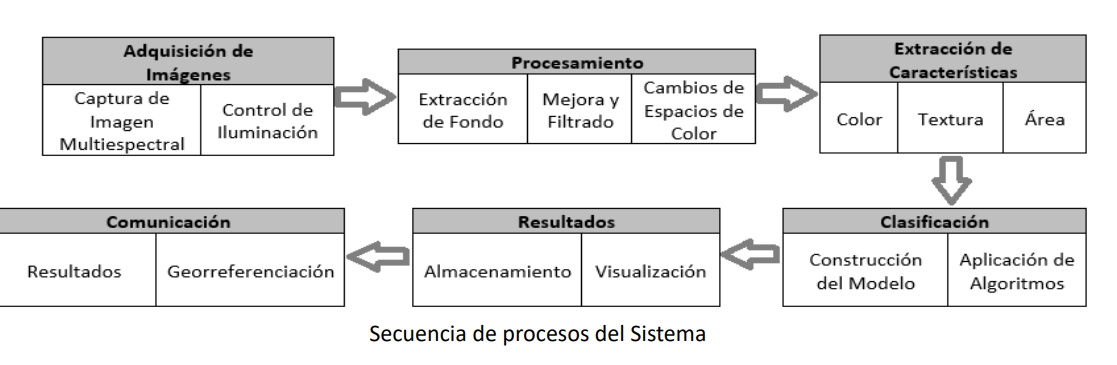 Adquisición de
Imágenes
Captura de
Imagen
Multiespectral
Control de
Iluminación
Procesamiento
Extracción
de Fondo
Mejora y
Filtrado
Cambios de
Espacios de
Color
Extracción de
Características
Color
Textura
Área
Clasificación
Construcción
del Modelo
Aplicación de
Algoritmos
Resultados
Almacenamiento
Visualización
Comunicación
Resultados
Georreferenciación
Secuencia de procesos del Sistema